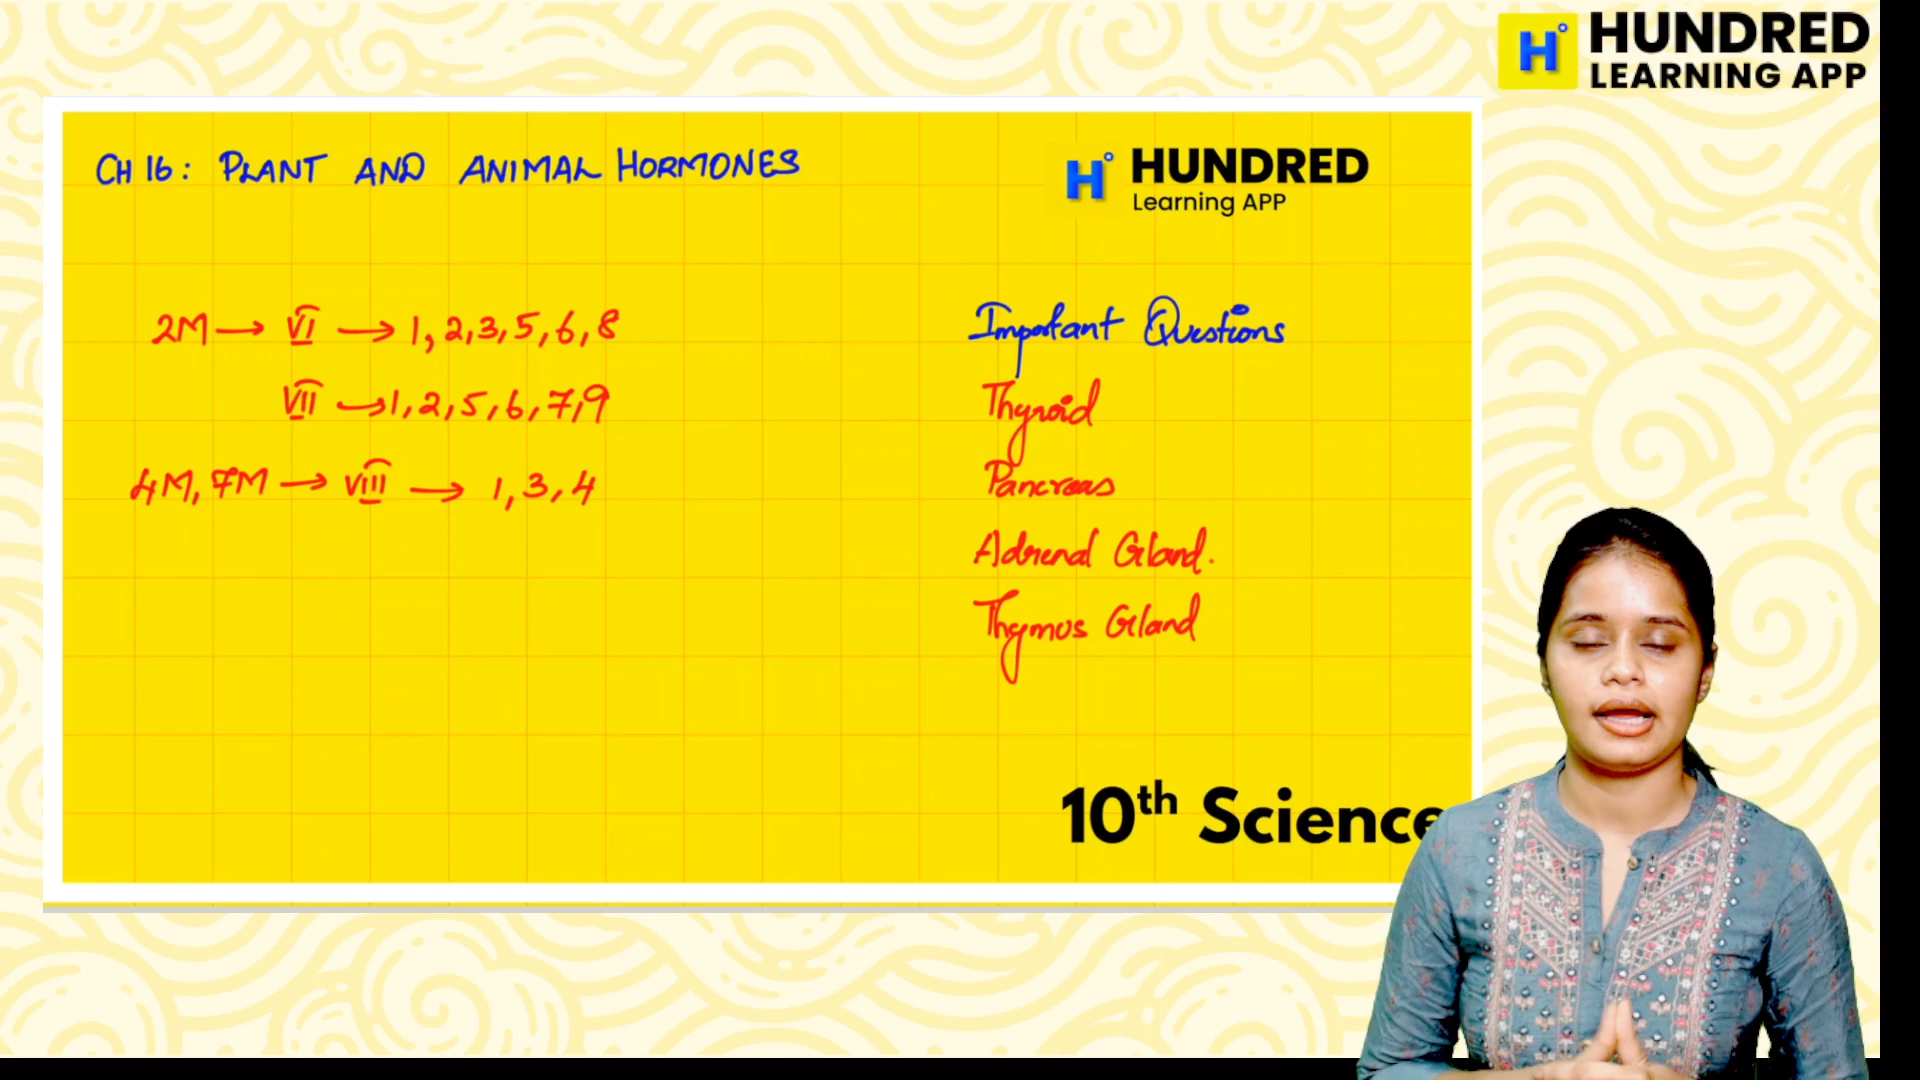 HUNDRED
LEARNING APP
CH 16: PLANT AND ANIMAL HORMONES
HUNDRED
Learning APP
2M → VI → 1, 2, 3, 5, 6, 8
VII → 1, 2, 5, 6, 7, 9
4M, 7M → VIII → 1, 3, 4
Important Questions
Thyroid
Pancreas
Adrenal Gland.
Thymus Gland
10th Science